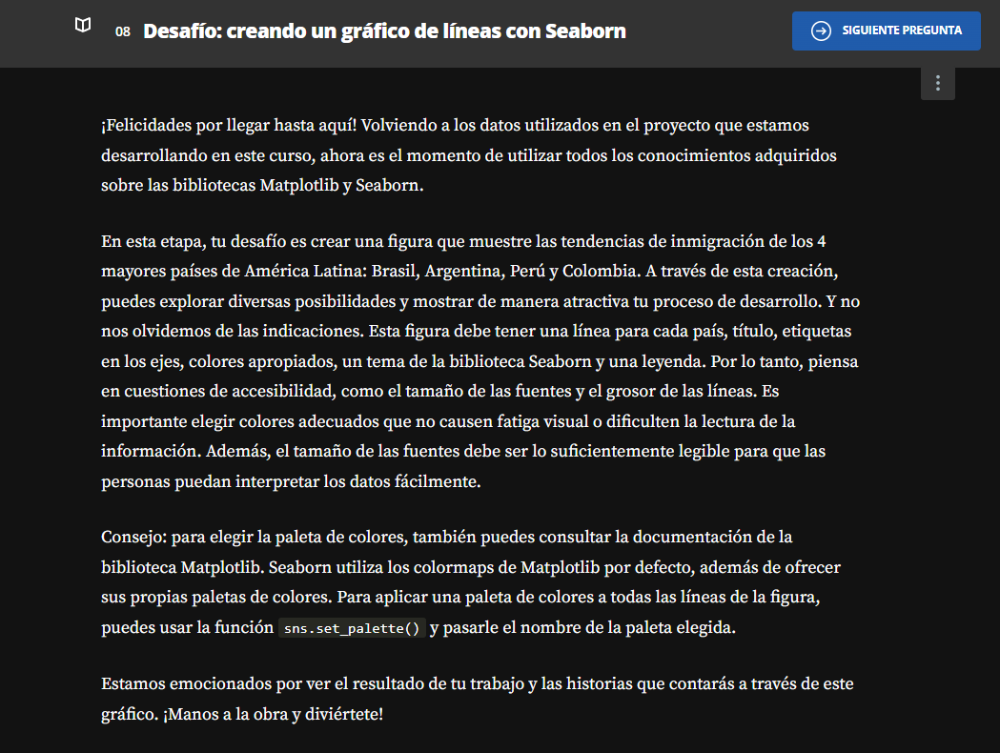 08 Desafío: creando un gráfico de líneas con Seaborn
SIGUIENTE PREGUNTA
¡Felicidades por llegar hasta aquí! Volviendo a los datos utilizados en el proyecto que estamos
desarrollando en este curso, ahora es el momento de utilizar todos los conocimientos adquiridos
sobre las bibliotecas Matplotlib y Seaborn.
En esta etapa, tu desafío es crear una figura que muestre las tendencias de inmigración de los 4
mayores países de América Latina: Brasil, Argentina, Perú y Colombia. A través de esta creación,
puedes explorar diversas posibilidades y mostrar de manera atractiva tu proceso de desarrollo. Y no
nos olvidemos de las indicaciones. Esta figura debe tener una línea para cada país, título, etiquetas
en los ejes, colores apropiados, un tema de la biblioteca Seaborn y una leyenda. Por lo tanto, piensa
en cuestiones de accesibilidad, como el tamaño de las fuentes y el grosor de las líneas. Es
importante elegir colores adecuados que no causen fatiga visual o dificulten la lectura de la
información. Además, el tamaño de las fuentes debe ser lo suficientemente legible para que las
personas puedan interpretar los datos fácilmente.
Consejo: para elegir la paleta de colores, también puedes consultar la documentación de la
biblioteca Matplotlib. Seaborn utiliza los colormaps de Matplotlib por defecto, además de ofrecer
sus propias paletas de colores. Para aplicar una paleta de colores a todas las líneas de la figura,
puedes usar la función sns.set_palette() y pasarle el nombre de la paleta elegida.
Estamos emocionados por ver el resultado de tu trabajo y las historias que contarás a través de este
gráfico. ¡Manos a la obra y diviértete!